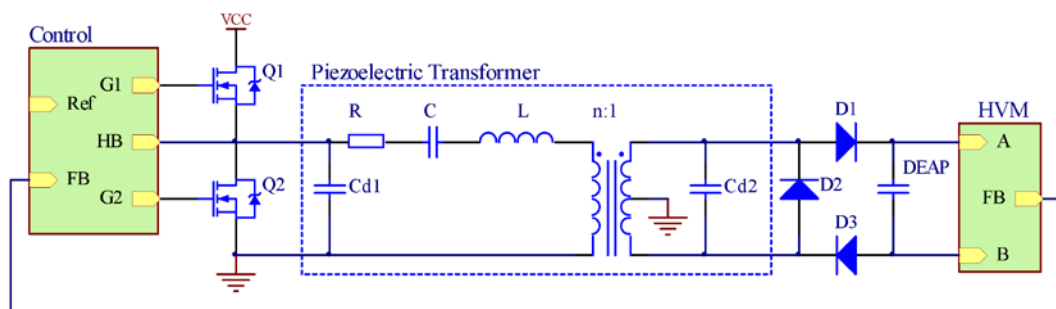 VCC
Control
G1
Q1
Piezoelectric Transformer
Ref
R
C
L
n:1
D1
HVM
HB
A
FB
Cd1
Cd2
D2
DEAP
FB
G2
Q2
D3
B